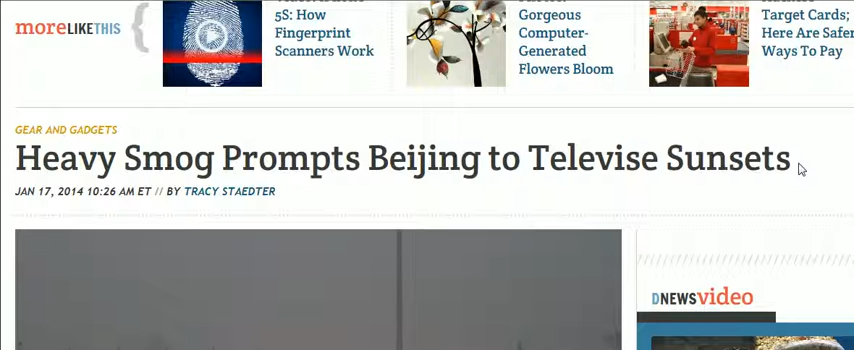 moreLIKETHIS
5S: How
Fingerprint
Scanners Work
Gorgeous
Computer-
Generated
Flowers Bloom
Target Cards;
Here Are Safer
Ways To Pay
GEAR AND GADGETS
Heavy Smog Prompts Beijing to Televise Sunsets
JAN 17, 2014 10:26 AM ET // BY TRACY STAEDTER
DNEWSvideo